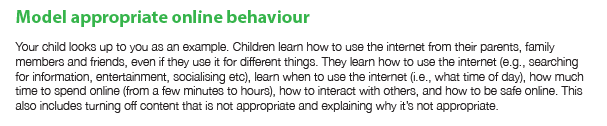 Model appropriate online behaviour
Your child looks up to you as an example. Children learn how to use the internet from their parents, family
members and friends, even if they use it for different things. They learn how to use the internet (e.g., searching
for information, entertainment, socialising etc), learn when to use the internet (i.e., what time of day), how much
time to spend online (from a few minutes to hours), how to interact with others, and how to be safe online. This
also includes turning off content that is not appropriate and explaining why it's not appropriate.